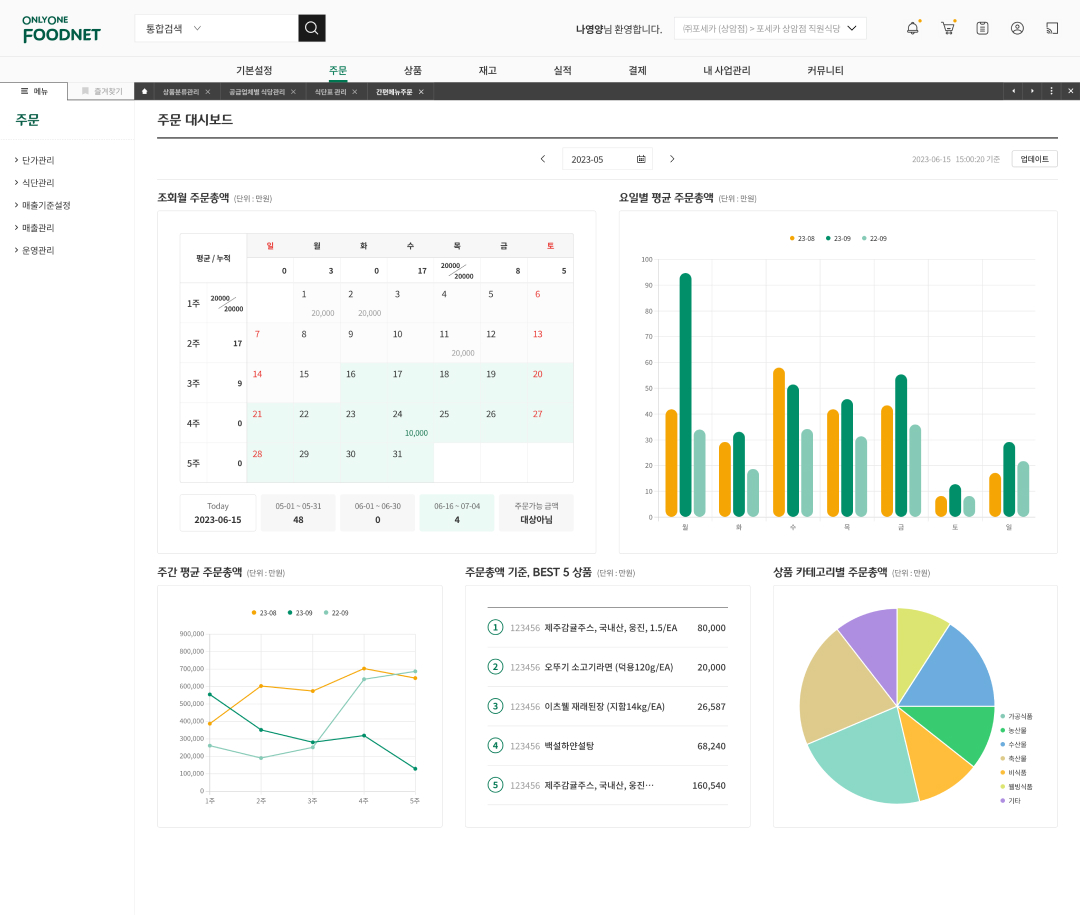 ONLYONE
FOODNET
통합검색
나영양님 환영합니다.
㈜포세카 (상암점) > 포세카 상암점 직원식당
기본설정 주문 상품 재고 실적 결제 내 사업관리 커뮤니티
메뉴 즐겨찾기
상품분류관리 공급업체별 식당관리 식단표 관리 간편메뉴주문
주문
단가관리
식단관리
매출기준설정
매출관리
운영관리
주문 대시보드
2023-05
2023-06-15 15:00:20 기준 업데이트
조회월 주문총액 (단위 : 만원)
평균 / 누적 일 월 화 수 목 금 토
0 3 0 17 20000 20000 8 5
1주 20000 20000 1 2 3 4 5 6
20,000 20,000
2주 17 7 8 9 10 11 12 13
20,000
3주 9 14 15 16 17 18 19 20
4주 0 21 22 23 24 25 26 27
10,000
5주 0 28 29 30 31
Today 2023-06-15
05-01 ~ 05-31 48
06-01 ~ 06-30 0
06-16 ~ 07-04 4
주문가능 금액 대상아님
요일별 평균 주문총액 (단위 : 만원)
23-08 23-09 22-09
100
90
80
70
60
50
40
30
20
10
0
월 화 수 목 금 토 일
주간 평균 주문총액 (단위 : 만원)
23-08 23-09 22-09
900,000
800,000
700,000
600,000
500,000
400,000
300,000
200,000
100,000
0
1주 2주 3주 4주 5주
주문총액 기준, BEST 5 상품 (단위 : 만원)
1 123456 제주감귤주스, 국내산, 웅진, 1.5/EA 80,000
2 123456 오뚜기 소고기라면 (덕용120g/EA) 20,000
3 123456 이츠웰 재래된장 (지함14kg/EA) 26,587
4 123456 백설하얀설탕 68,240
5 123456 제주감귤주스, 국내산, 웅진⋯ 160,540
상품 카테고리별 주문총액 (단위 : 만원)
가공식품
농산물
수산물
축산물
비식품
웰빙식품
기타